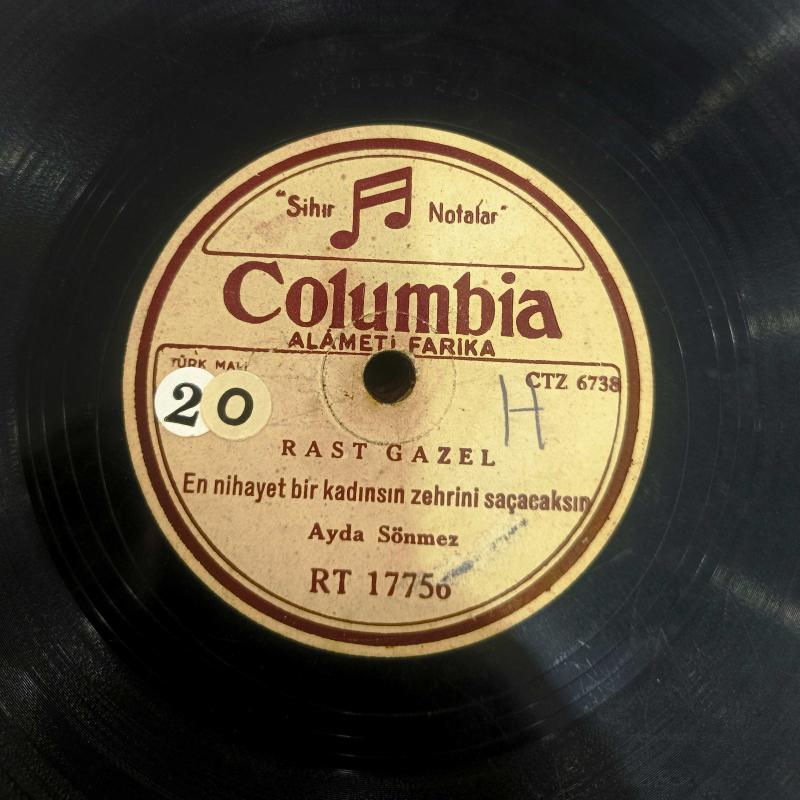 "Sihir Notalar"
Columbia
ALÂMETİ FARİKA
TÜRK MALI
CTZ 6738
20
H
RAST GAZEL
En nihayet bir kadınsın zehrini saçacaksın
Ayda Sönmez
RT 17756